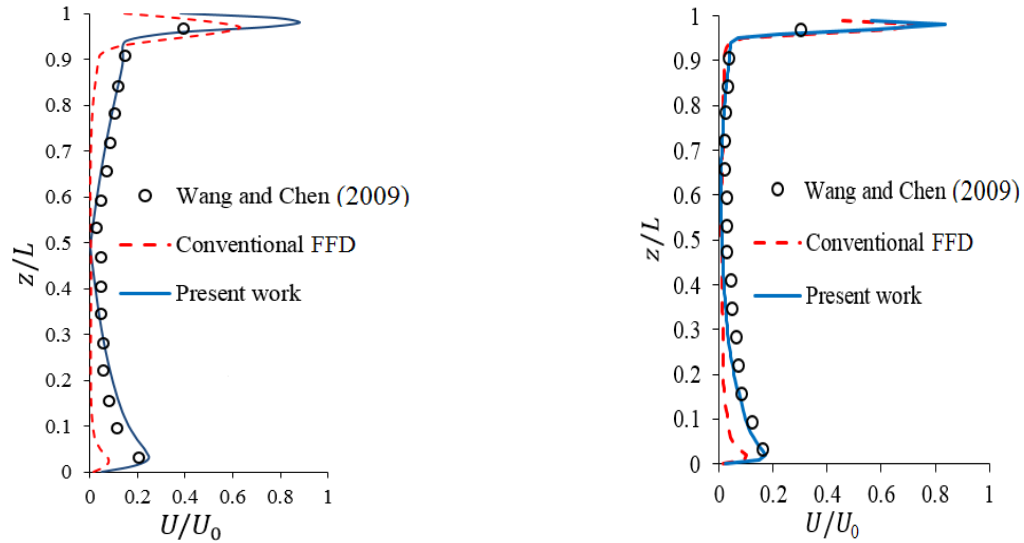 1
0.9
0.8
0.7
0.6
0.5
0.4
0.3
0.2
0.1
0
z/L
Wang and Chen (2009)
Conventional FFD
Present work
0 0.2 0.4 0.6 0.8 1
U/U₀
1
0.9
0.8
0.7
0.6
0.5
0.4
0.3
0.2
0.1
0
z/L
Wang and Chen (2009)
Conventional FFD
Present work
0 0.2 0.4 0.6 0.8 1
U/U₀